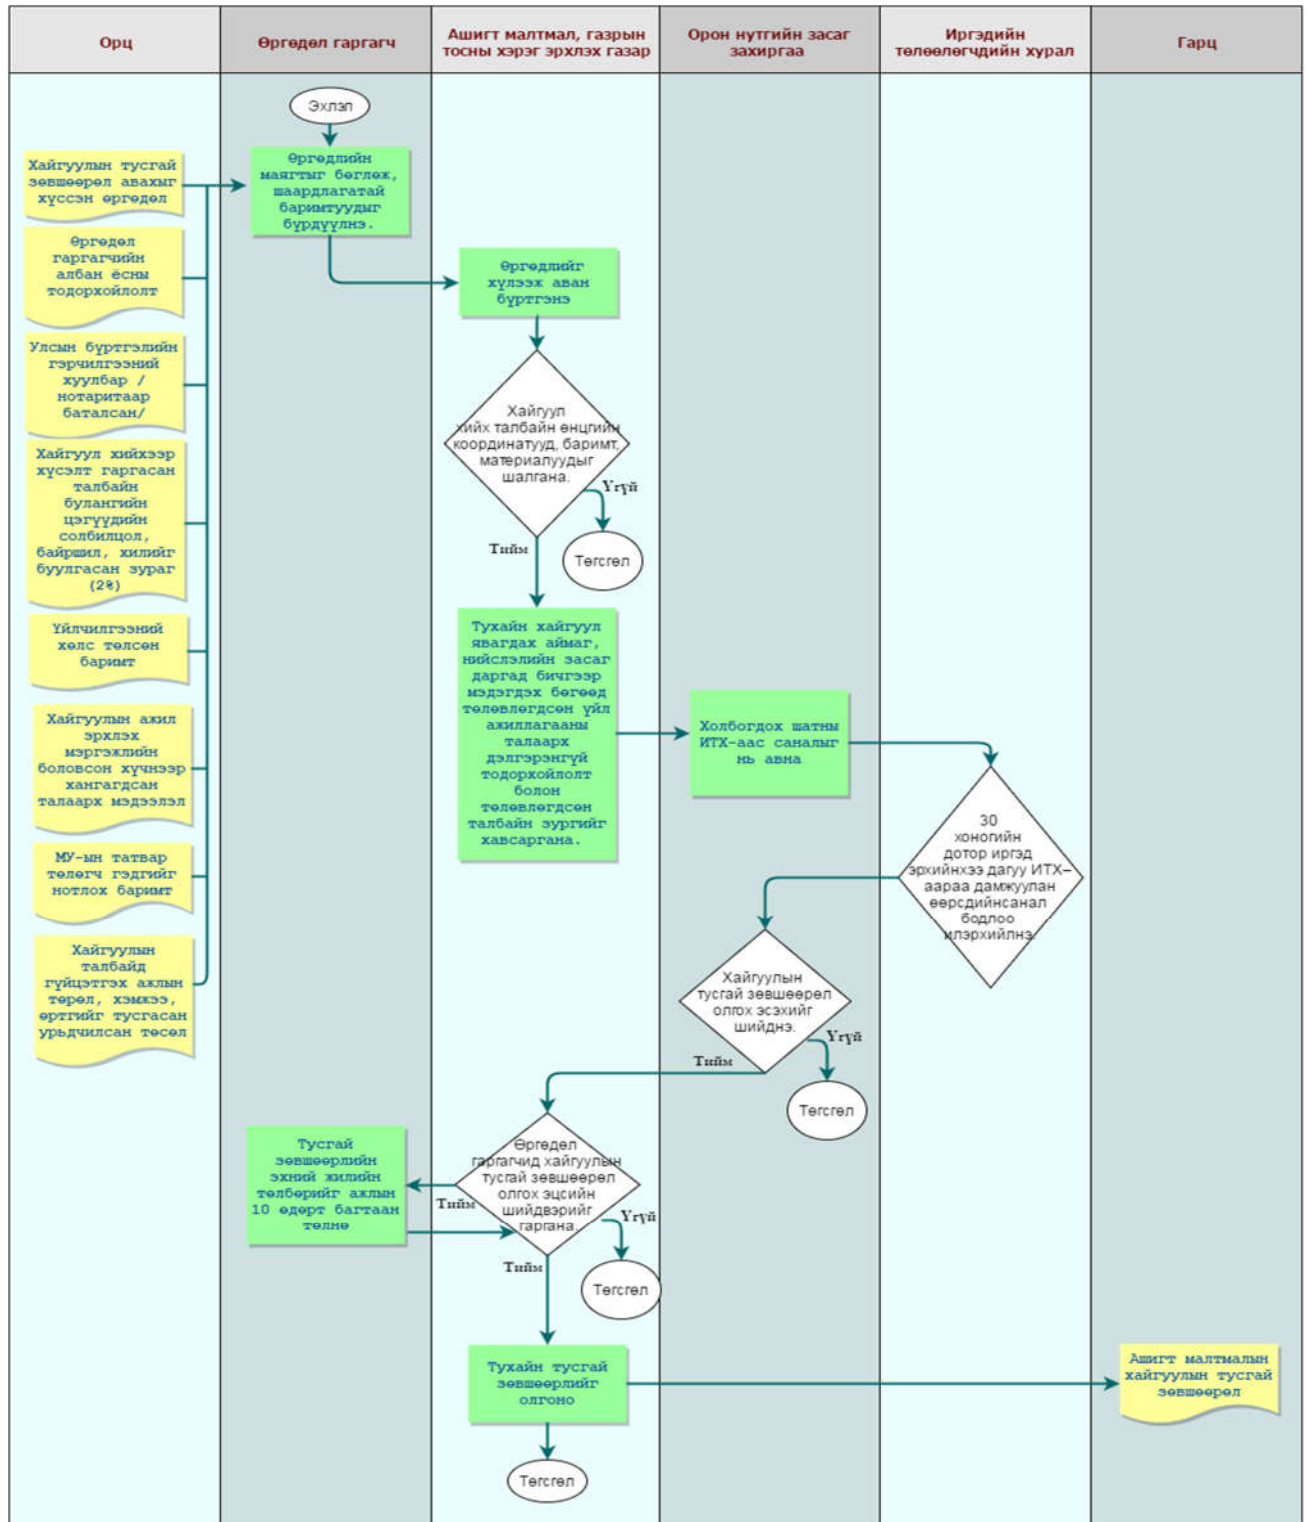 Орц
Өргөдөл гаргагч
Ашигт малтмал, газрын
тосны хэрэг эрхлэх газар
Орон нутгийн засаг
захиргаа
Иргэдийн
төлөөлөгчдийн хурал
Гарц
Эхлэл
Хайгуулын тусгай
зөвшөөрөл авахыг
хүссэн өргөдөл
Өргөдлийн
маягтыг бөглөж,
шаардлагатай
баримтуудыг
бүрдүүлнэ.
Өргөдөл
гаргагчийн
албан ёсны
тодорхойлолт
Өргөдлийг
хүлээж аван
бүртгэнэ
Улсын бүртгэлийн
гэрчилгээний
хуулбар /
нотаритаар
баталсан/
Хайгуул
хийх талбайн өнцгийн
координатууд, баримт,
материалуудыг
шалгана.
Үгүй
Төгсгөл
Тийм
Хайгуул хийхээр
хүсэлт гаргасан
талбайн
булангийн
цэгүүдийн
солбилцол,
байршил, хилийг
буулгасан зураг
(2%)
Үйлчилгээний
хөлс төлсөн
баримт
Тухайн хайгуул
явагдах аймаг,
нийслэлийн засаг
даргад бичгээр
мэдэгдэх бөгөөд
төлөвлөгдсөн үйл
ажиллагааны
талаарх
дэлгэрэнгүй
тодорхойлолт
болон
төлөвлөгдсөн
талбайн зургийг
хавсаргана.
Холбогдох шатны
ИТХ-аас саналыг
нь авна
Хайгуулын ажил
эрхлэх
мэргэжлийн
боловсон хүчнээр
хангагдсан
талаарх мэдээлэл
30
хоногийн
дотор иргэд
эрхийнхээ дагуу ИТХ-
аараа дамжуулан
өөрсдийнсанал
бодлоо
илэрхийлнэ.
МУ-ын татвар
төлөгч гэдгийг
нотлох баримт
Хайгуулын
талбайд
гүйцэтгэх ажлын
төрөл, хэмжээ,
өртгийг тусгасан
урьдчилсан төсөл
Хайгуулын
тусгай зөвшөөрөл
олгох эсэхийг
шийднэ.
Үгүй
Тийм
Төгсгөл
Тусгай
зөвшөөрлийн
эхний жилийн
төлбөрийг ажлын
10 өдөрт багтаан
төлнө
Өргөдөл
гаргагчид хайгуулын
тусгай зөвшөөрөл
олгох эцсийн
шийдвэрийг
гаргана.
Тийм
Үгүй
Тийм
Төгсгөл
Тухайн тусгай
зөвшөөрлийг
олгоно
Ашигт малтмалын
хайгуулын тусгай
зөвшөөрөл
Төгсгөл